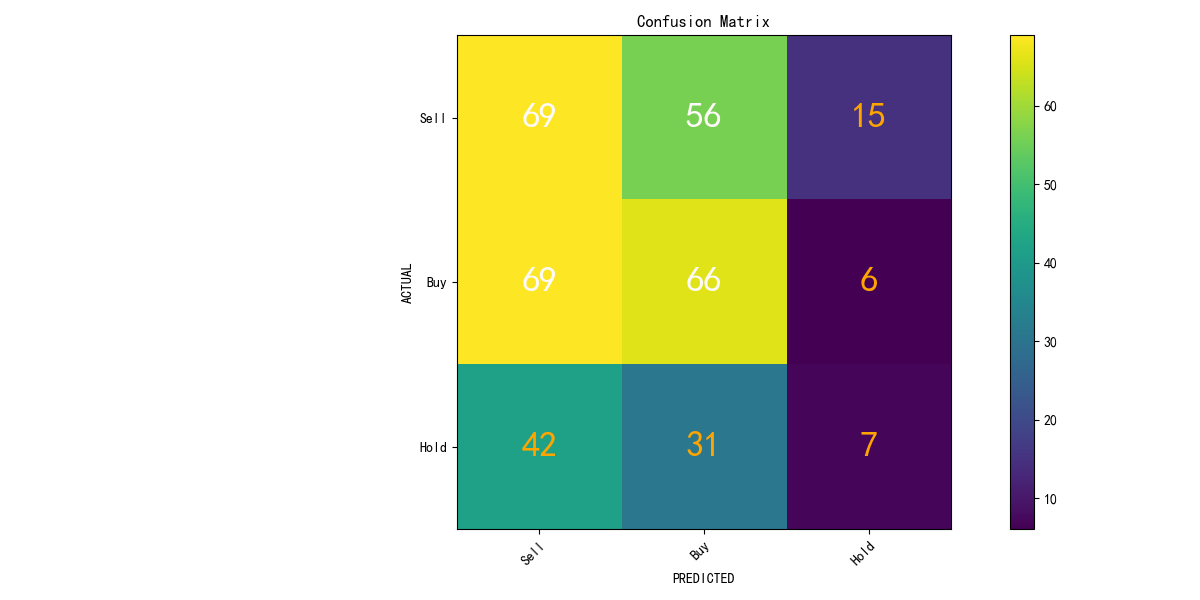 Confusion Matrix
Sell 69 56 15
Buy 69 66 6
Hold 42 31 7
ACTUAL
Sell Buy Hold
PREDICTED
60
50
40
30
20
10